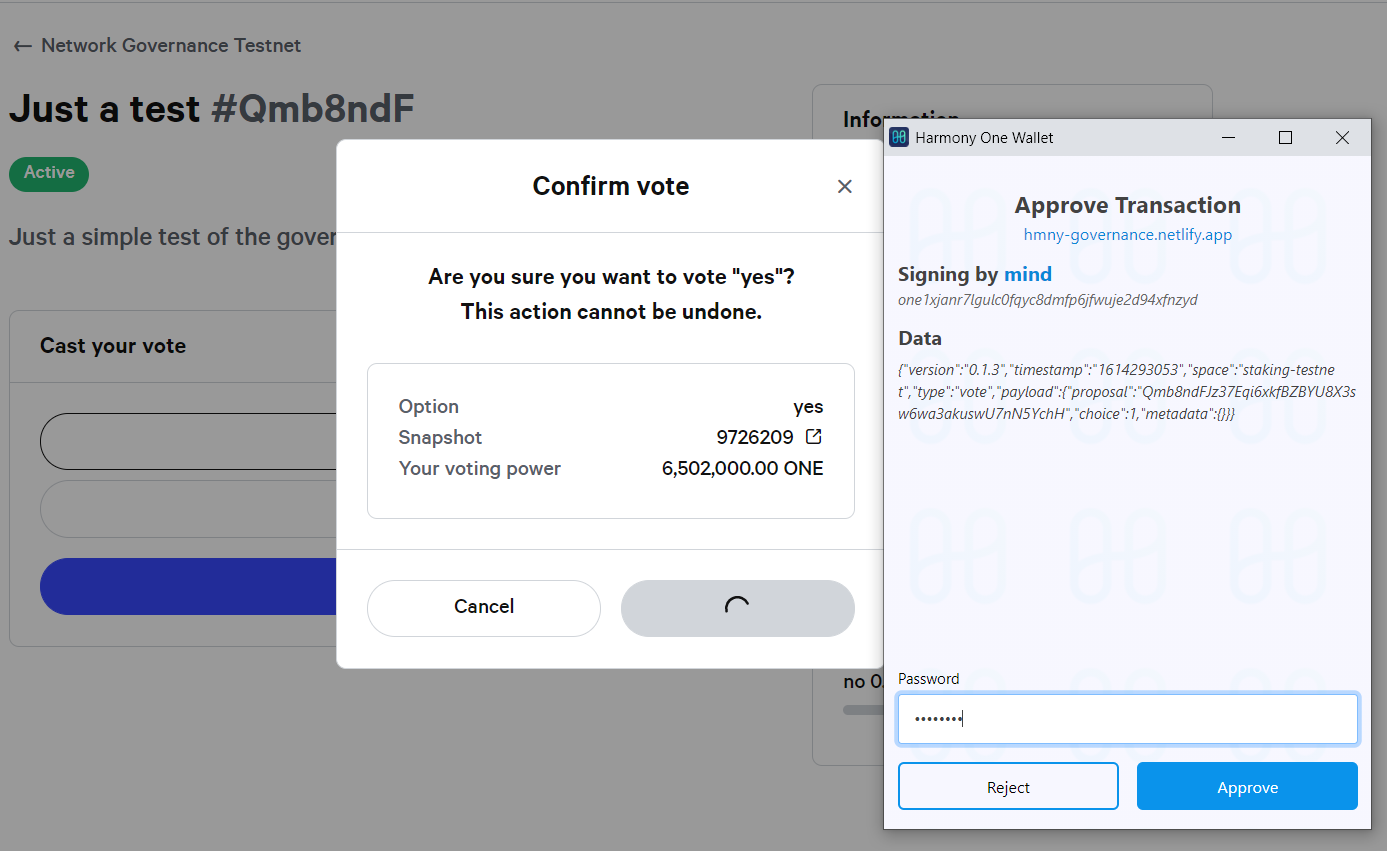 ← Network Governance Testnet
Just a test #Qmb8ndF
Active
Just a simple test of the gover
Cast your vote
Confirm vote
Are you sure you want to vote "yes"?
This action cannot be undone.
Option yes
Snapshot 9726209
Your voting power 6,502,000.00 ONE
Cancel
Information
no 0.
Harmony One Wallet
Approve Transaction
hmny-governance.netlify.app
Signing by mind
one1xjanr7lgulc0fqyc8dmfp6jfwuje2d94xfnzyd
Data
{"version":"0.1.3","timestamp":"1614293053","space":"staking-testne
t","type":"vote","payload":{"proposal":"Qmb8ndFJz37Eqi6xkfBZBYU8X3s
w6wa3akuswU7nN5YchH","choice":1,"metadata":{}}}
Password
••••••••
Reject
Approve